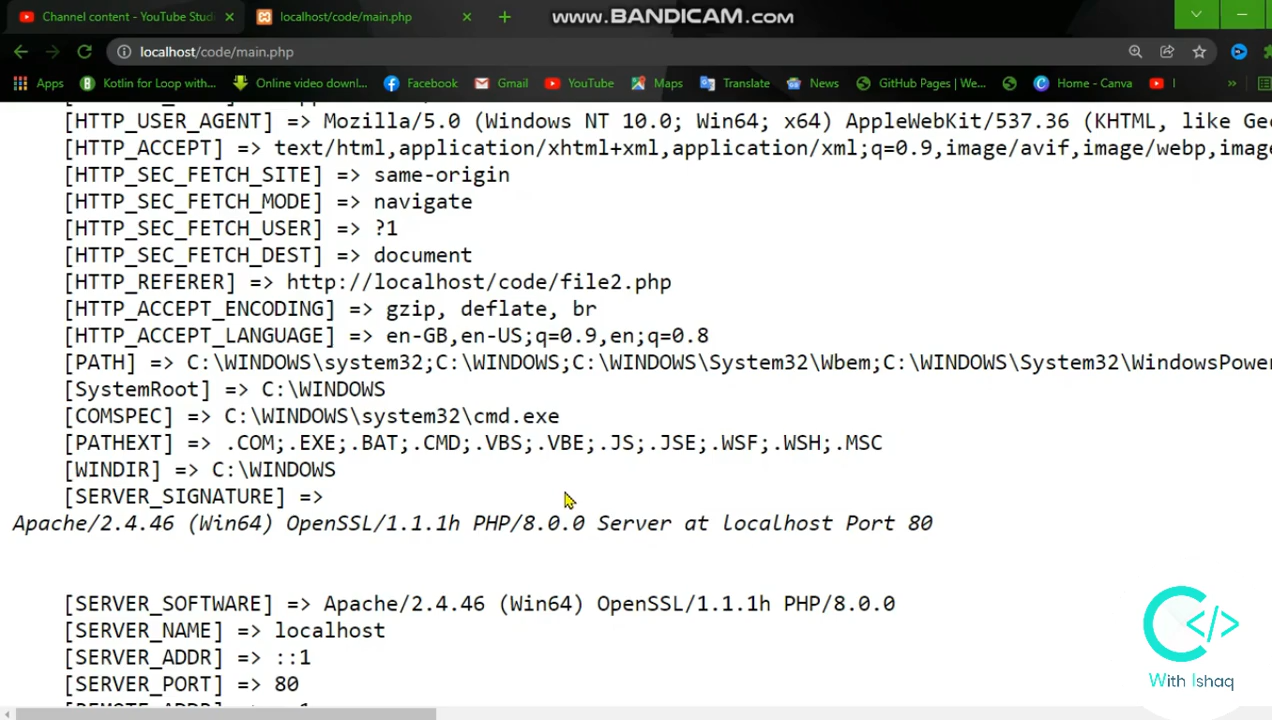 Channel content - YouTube Stud
localhost/code/main.php
www.BANDICAM.com
localhost/code/main.php
Apps
Kotlin for Loop with...
Online video downl...
Facebook
Gmail
YouTube
Maps
Translate
News
GitHub Pages | We...
Home - Canva
»
[HTTP_USER_AGENT] => Mozilla/5.0 (Windows NT 10.0; Win64; x64) AppleWebKit/537.36 (KHTML, like Gec
[HTTP_ACCEPT] => text/html,application/xhtml+xml,application/xml;q=0.9,image/avif,image/webp,image
[HTTP_SEC_FETCH_SITE] => same-origin
[HTTP_SEC_FETCH_MODE] => navigate
[HTTP_SEC_FETCH_USER] => ?1
[HTTP_SEC_FETCH_DEST] => document
[HTTP_REFERER] => http://localhost/code/file2.php
[HTTP_ACCEPT_ENCODING] => gzip, deflate, br
[HTTP_ACCEPT_LANGUAGE] => en-GB,en-US;q=0.9,en;q=0.8
[PATH] => C:\WINDOWS\system32;C:\WINDOWS;C:\WINDOWS\System32\Wbem;C:\WINDOWS\System32\WindowsPowe
[SystemRoot] => C:\WINDOWS
[COMSPEC] => C:\WINDOWS\system32\cmd.exe
[PATHEXT] => .COM;.EXE;.BAT;.CMD;.VBS;.VBE;.JS;.JSE;.WSF;.WSH;.MSC
[WINDIR] => C:\WINDOWS
[SERVER_SIGNATURE] =>
Apache/2.4.46 (Win64) OpenSSL/1.1.1h PHP/8.0.0 Server at localhost Port 80
[SERVER_SOFTWARE] => Apache/2.4.46 (Win64) OpenSSL/1.1.1h PHP/8.0.0
[SERVER_NAME] => localhost
[SERVER_ADDR] => ::1
[SERVER_PORT] => 80
With Ishaq